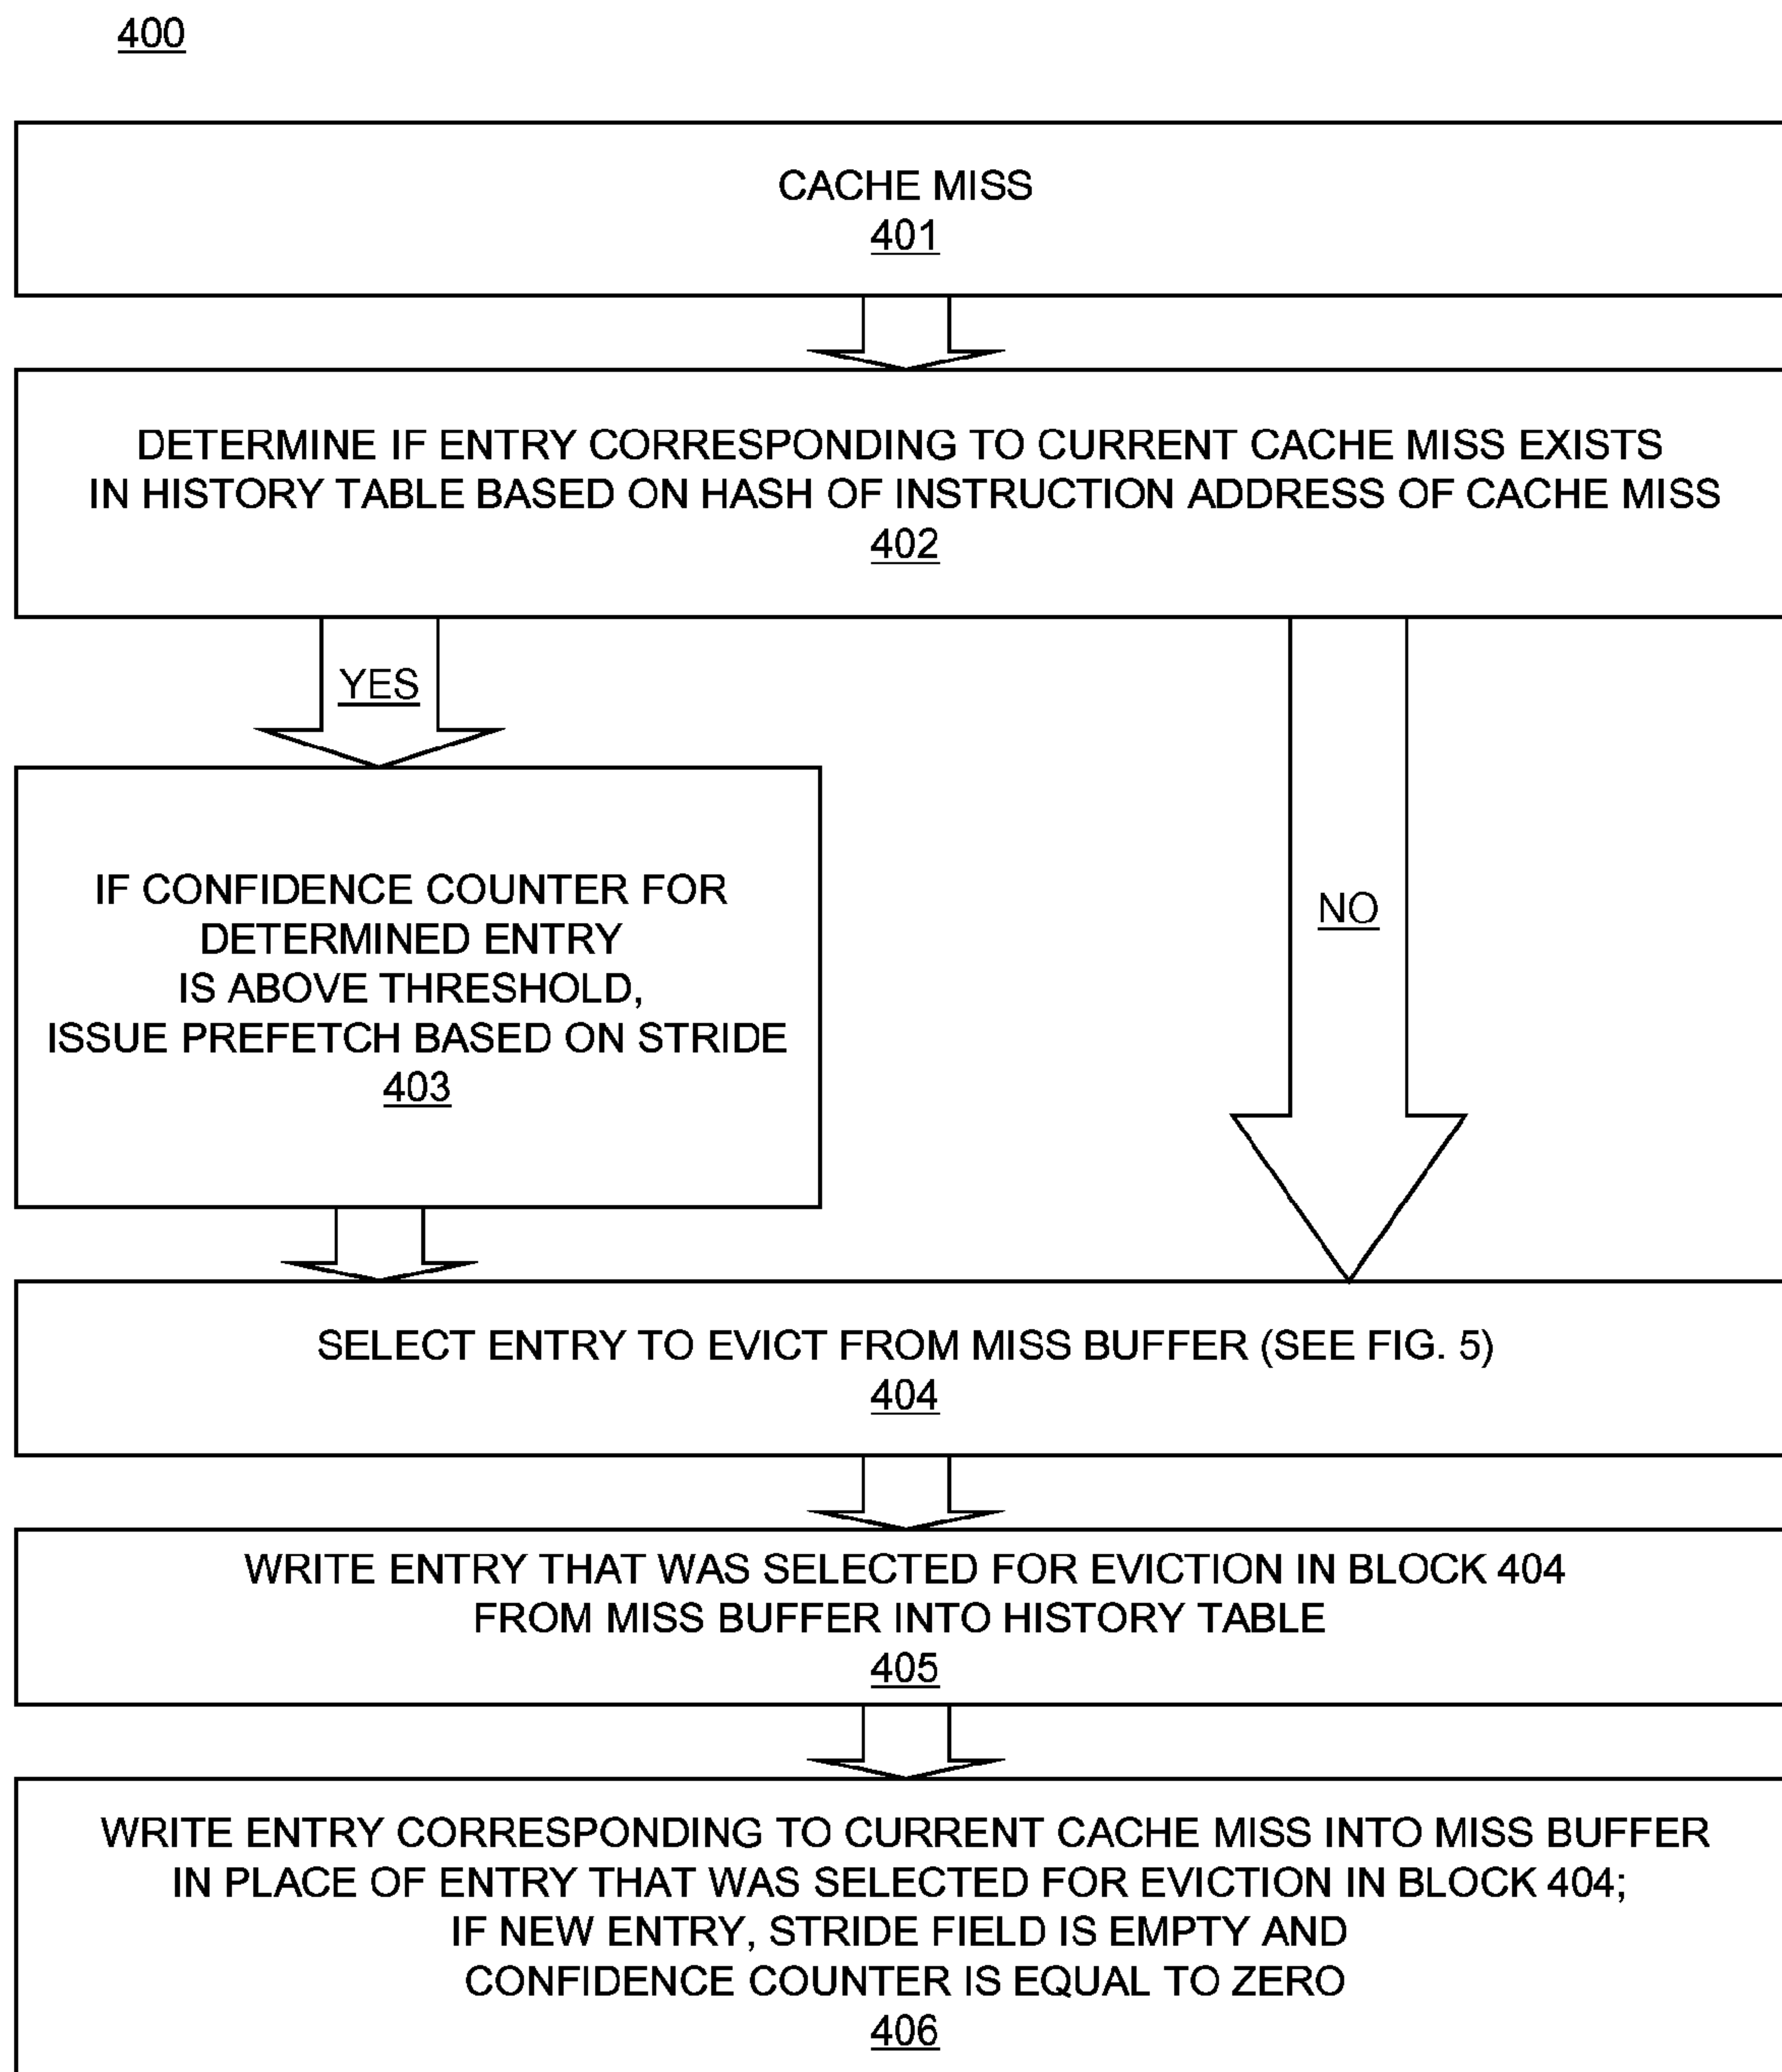 400
CACHE MISS
401
DETERMINE IF ENTRY CORRESPONDING TO CURRENT CACHE MISS EXISTS
IN HISTORY TABLE BASED ON HASH OF INSTRUCTION ADDRESS OF CACHE MISS
402
YES
NO
IF CONFIDENCE COUNTER FOR
DETERMINED ENTRY
IS ABOVE THRESHOLD,
ISSUE PREFETCH BASED ON STRIDE
403
SELECT ENTRY TO EVICT FROM MISS BUFFER (SEE FIG. 5)
404
WRITE ENTRY THAT WAS SELECTED FOR EVICTION IN BLOCK 404
FROM MISS BUFFER INTO HISTORY TABLE
405
WRITE ENTRY CORRESPONDING TO CURRENT CACHE MISS INTO MISS BUFFER
IN PLACE OF ENTRY THAT WAS SELECTED FOR EVICTION IN BLOCK 404;
IF NEW ENTRY, STRIDE FIELD IS EMPTY AND
CONFIDENCE COUNTER IS EQUAL TO ZERO
406